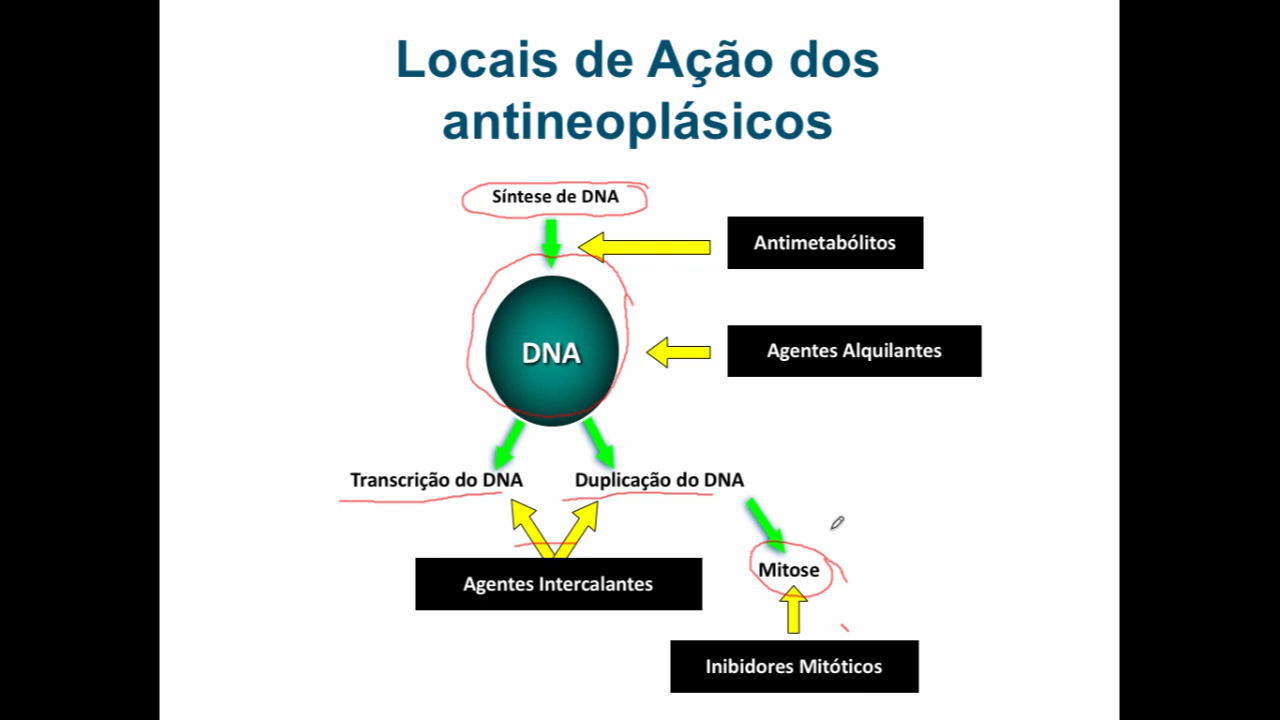 Locais de Ação dos
antineoplásicos
Síntese de DNA
Antimetabólitos
DNA
Agentes Alquilantes
Transcrição do DNA
Duplicação do DNA
Agentes Intercalantes
Mitose
Inibidores Mitóticos